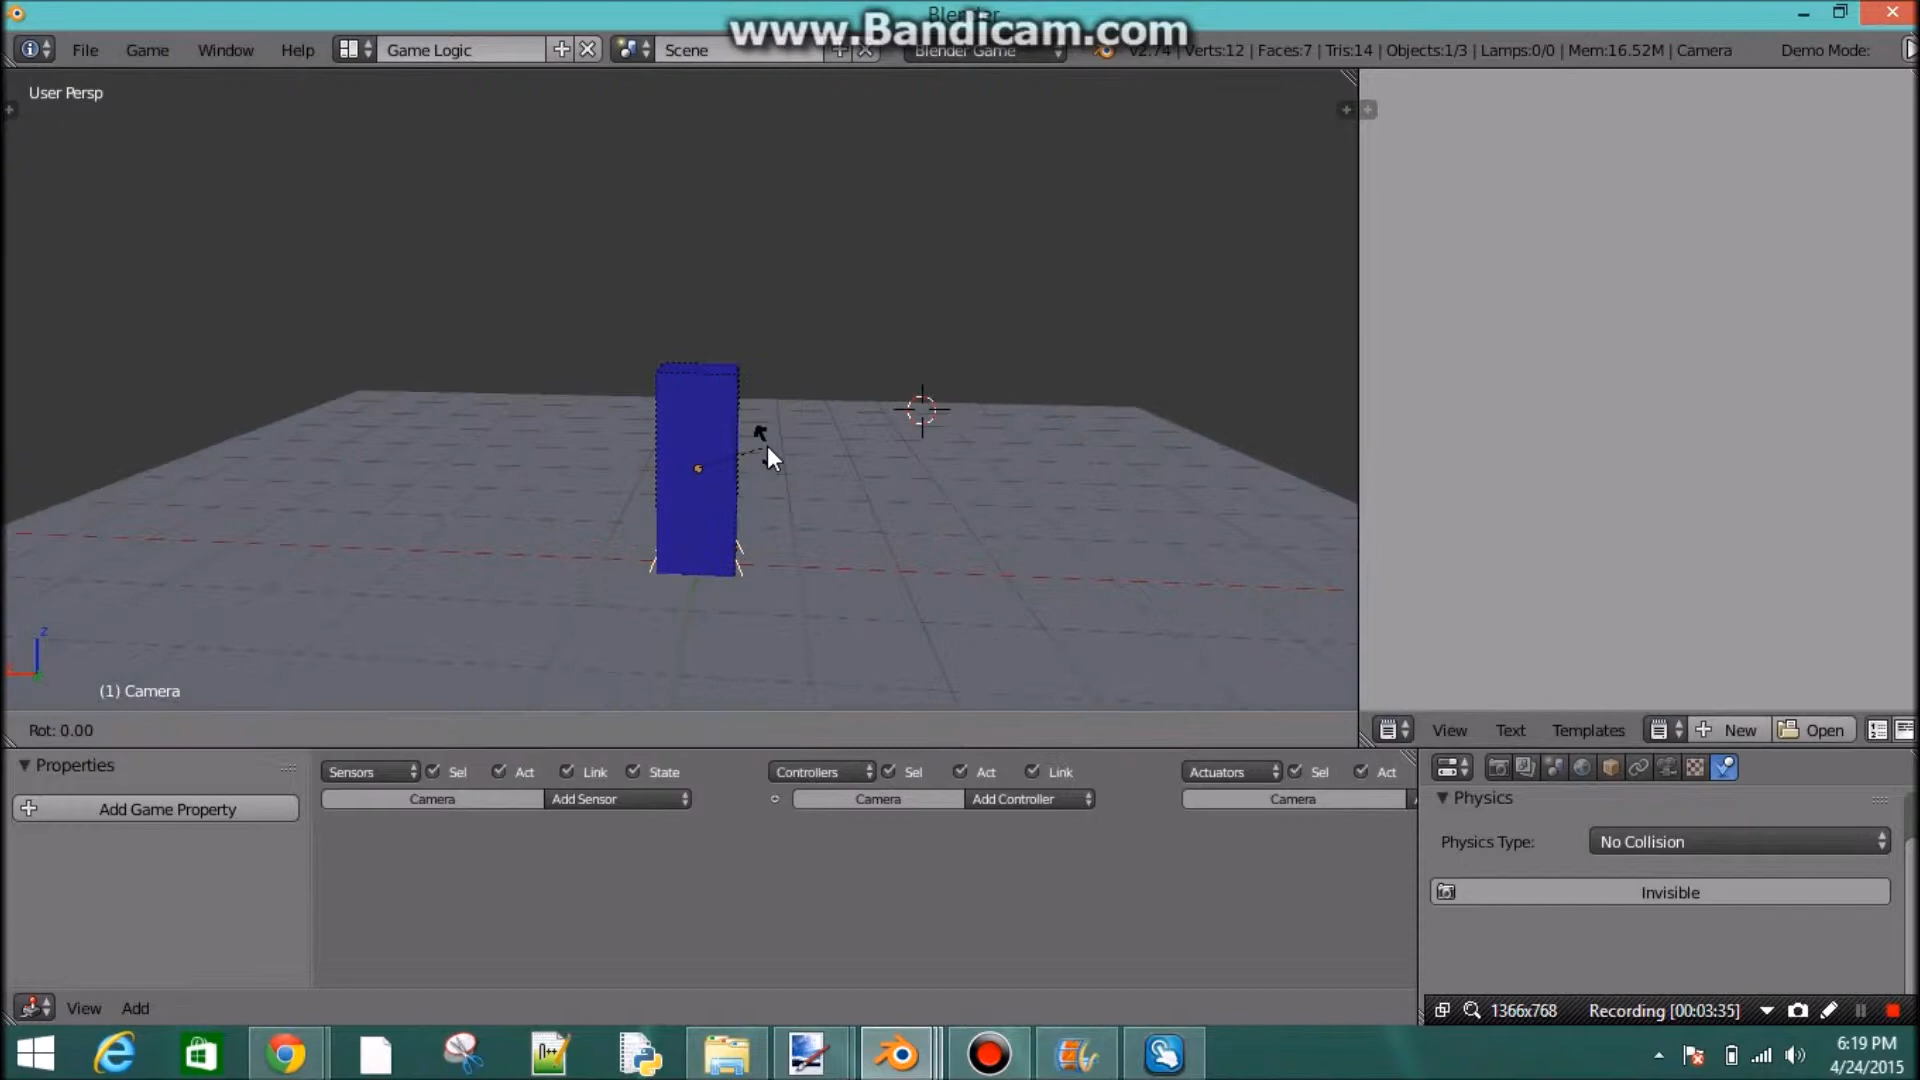 Blender
www.Bandicam.com
File Game Window Help Game Logic Scene Blender Game v2.74 | Verts:12 | Faces:7 | Tris:14 | Objects:1/3 | Lamps:0/0 | Mem:16.52M | Camera Demo Mode:
User Persp
z
(1) Camera
Rot: 0.00
View Text Templates New Open
Properties
Sensors Sel Act Link State Controllers Sel Act Link Actuators Sel Act
Add Game Property
Camera Add Sensor Camera Add Controller Camera
Physics
Physics Type: No Collision
Invisible
View Add
1366x768 Recording [00:03:35]
N++
6:19 PM
4/24/2015